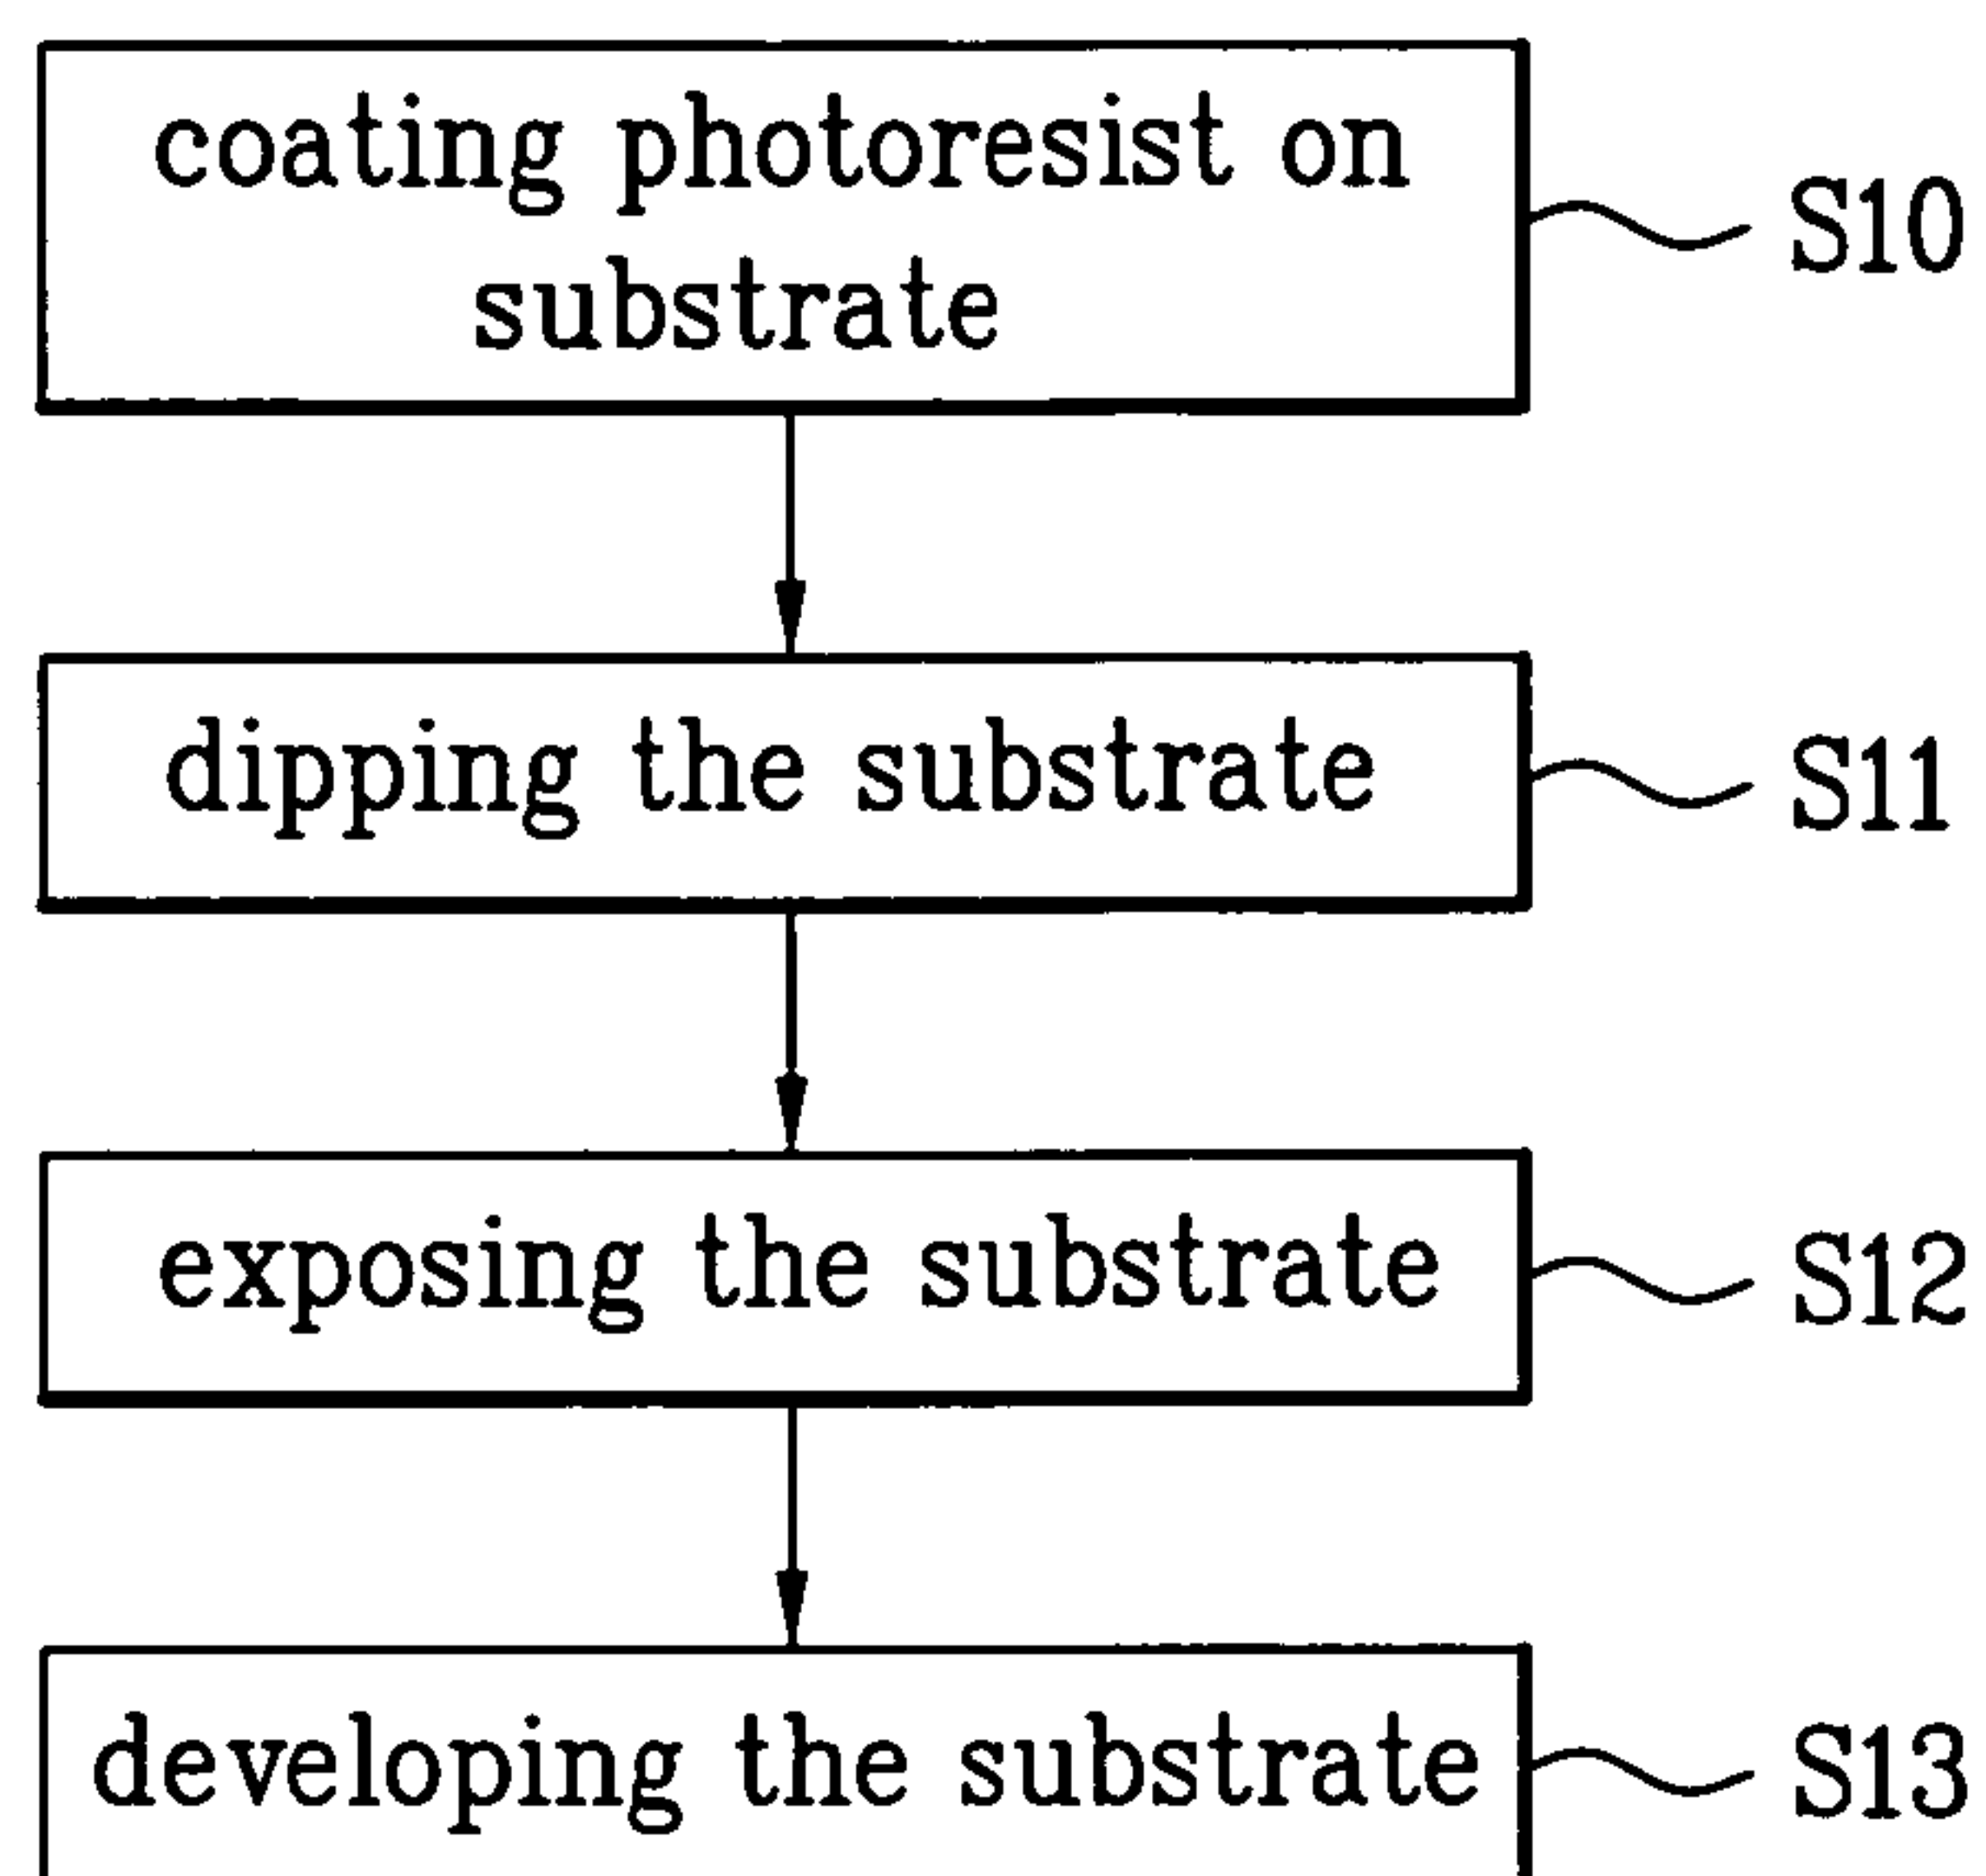 coating photoresist on
substrate
S10
dipping the substrate
S11
exposing the substrate
S12
developing the substrate
S13